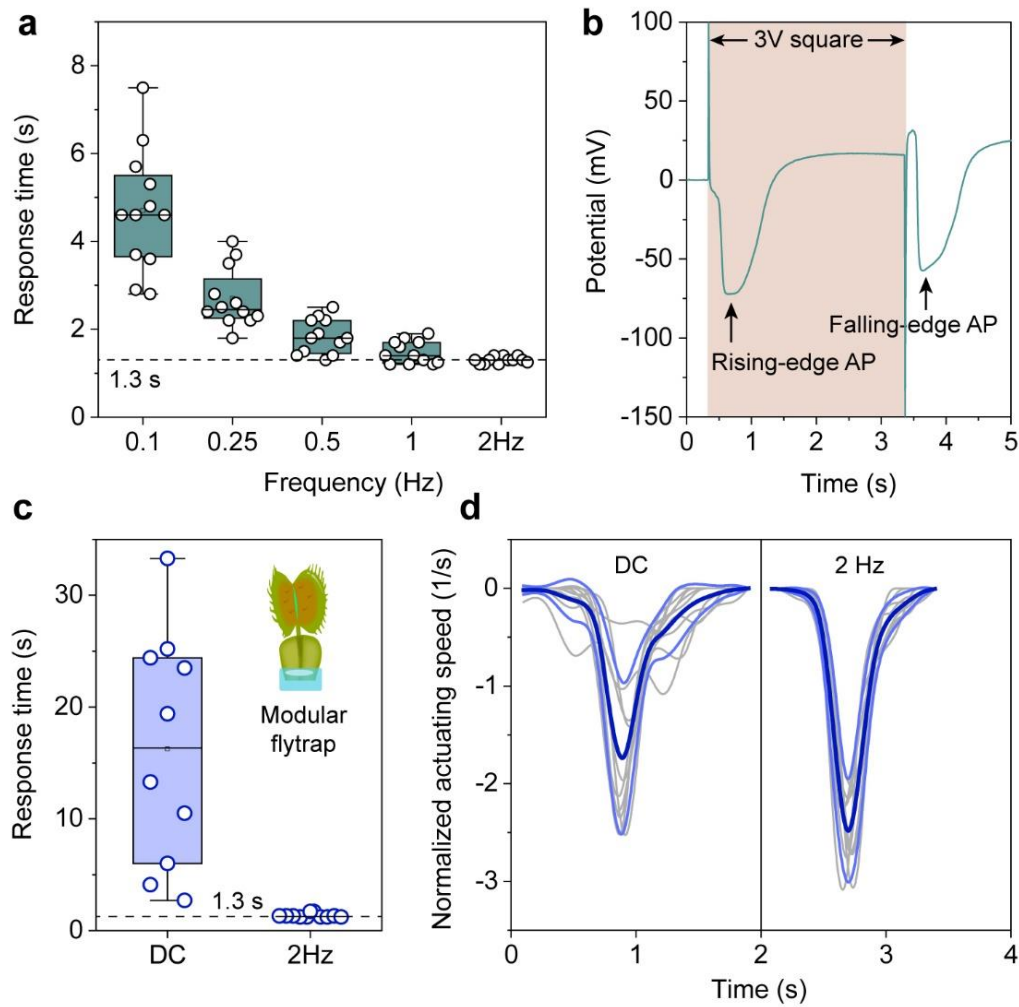 a
Response time (s)
8
6
4
2
0
1.3 s
0.1
0.25
0.5
1
2Hz
Frequency (Hz)
b
Potential (mV)
100
50
0
-50
-100
-150
3V square
Rising-edge AP
Falling-edge AP
0
1
2
3
4
5
Time (s)
c
Response time (s)
30
20
10
0
Modular
flytrap
1.3 s
DC
2Hz
d
Normalized actuating speed (1/s)
0
-1
-2
-3
DC
2 Hz
0
1
2
3
4
Time (s)